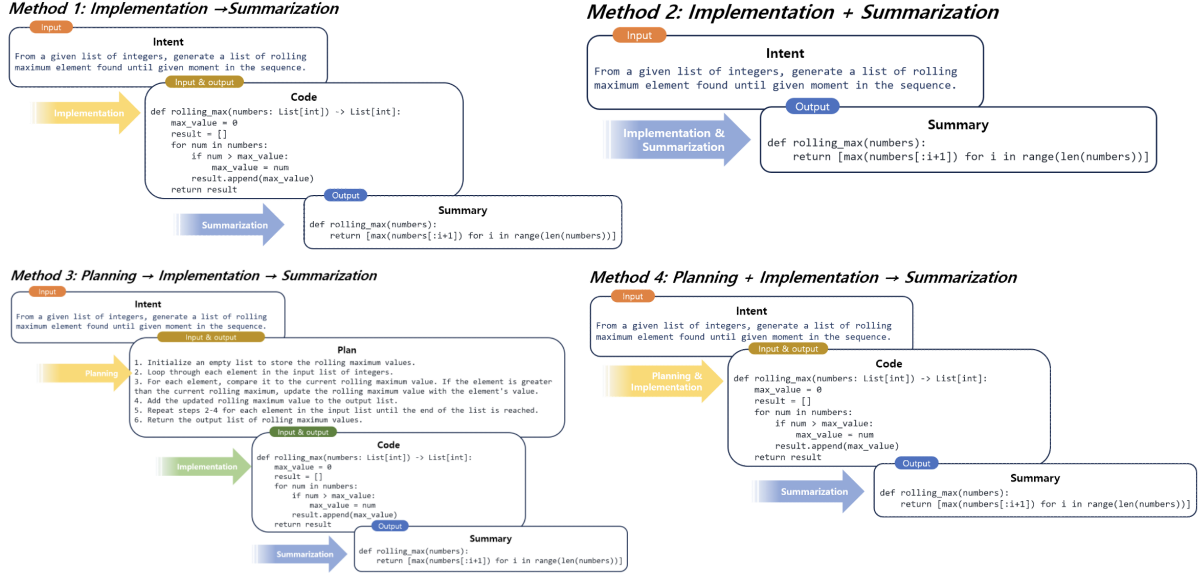 Method 1: Implementation →Summarization
Input
Intent
From a given list of integers, generate a list of rolling
maximum element found until given moment in the sequence.
Input & output
Implementation
Code
def rolling_max(numbers: List[int]) -> List[int]:
    max_value = 0
    result = []
    for num in numbers:
        if num > max_value:
            max_value = num
        result.append(max_value)
    return result
Output
Summarization
Summary
def rolling_max(numbers):
    return [max(numbers[:i+1]) for i in range(len(numbers))]
Method 2: Implementation + Summarization
Input
Intent
From a given list of integers, generate a list of rolling
maximum element found until given moment in the sequence.
Output
Implementation &
Summarization
Summary
def rolling_max(numbers):
    return [max(numbers[:i+1]) for i in range(len(numbers))]
Method 3: Planning → Implementation → Summarization
Input
Intent
From a given list of integers, generate a list of rolling
maximum element found until given moment in the sequence.
Input & output
Planning
Plan
1. Initialize an empty list to store the rolling maximum values.
2. Loop through each element in the input list of integers.
3. For each element, compare it to the current rolling maximum value. If the element is greater
than the current rolling maximum, update the rolling maximum value with the element's value.
4. Add the updated rolling maximum value to the output list.
5. Repeat steps 2-4 for each element in the input list until the end of the list is reached.
6. Return the output list of rolling maximum values.
Input & output
Implementation
Code
def rolling_max(numbers: List[int]) -> List[int]:
    max_value = 0
    result = []
    for num in numbers:
        if num > max_value:
            max_value = num
        result.append(max_value)
    return result
Output
Summarization
Summary
def rolling_max(numbers):
    return [max(numbers[:i+1]) for i in range(len(numbers))]
Method 4: Planning + Implementation → Summarization
Input
Intent
From a given list of integers, generate a list of rolling
maximum element found until given moment in the sequence.
Input & output
Planning &
Implementation
Code
def rolling_max(numbers: List[int]) -> List[int]:
    max_value = 0
    result = []
    for num in numbers:
        if num > max_value:
            max_value = num
        result.append(max_value)
    return result
Output
Summarization
Summary
def rolling_max(numbers):
    return [max(numbers[:i+1]) for i in range(len(numbers))]